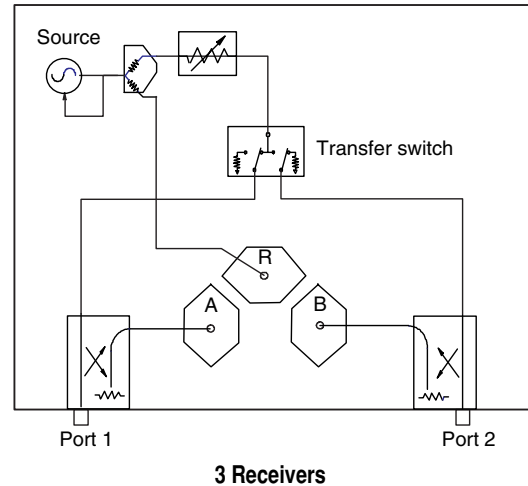 Source
Transfer switch
R
A
B
Port 1
Port 2
3 Receivers